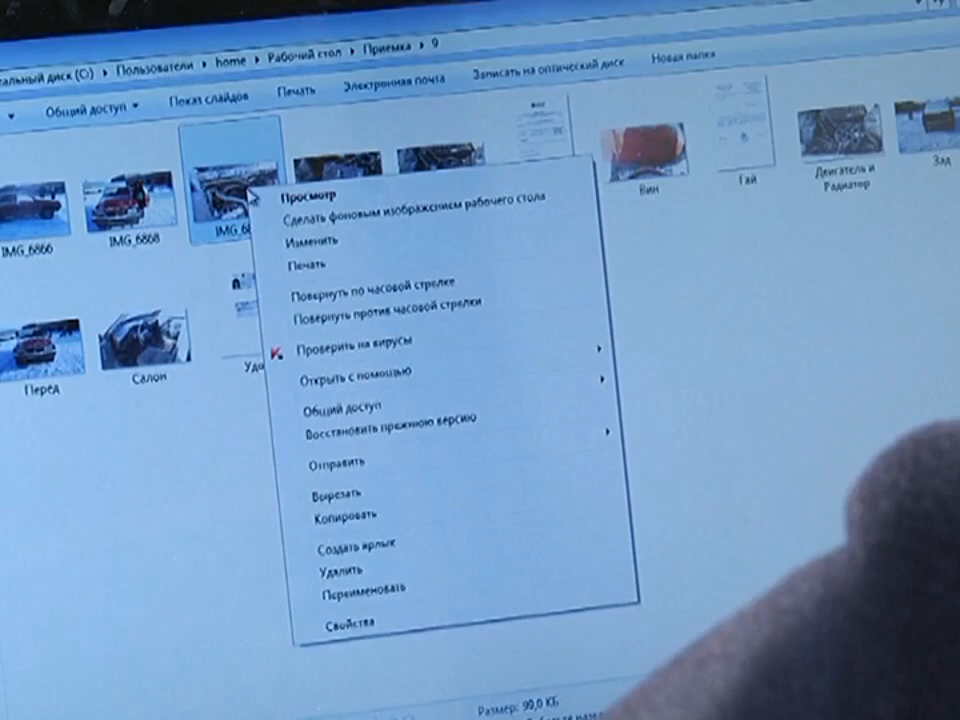 альный диск (C:) ▸ Пользователи ▸ home ▸ Рабочий стол ▸ Приемка ▸ 9
Общий доступ Показ слайдов Печать Электронная почта Записать на оптический диск Новая папка
IMG_6866
IMG_6868
IMG_6
Вин
Гай
Двигатель и
Радиатор
Зад
Перед
Салон
Удо
Просмотр
Сделать фоновым изображением рабочего стола
Изменить
Печать
Повернуть по часовой стрелке
Повернуть против часовой стрелки
Проверить на вирусы
Открыть с помощью
Общий доступ
Восстановить прежнюю версию
Отправить
Вырезать
Копировать
Создать ярлык
Удалить
Переименовать
Свойства
Размер: 90,0 КБ